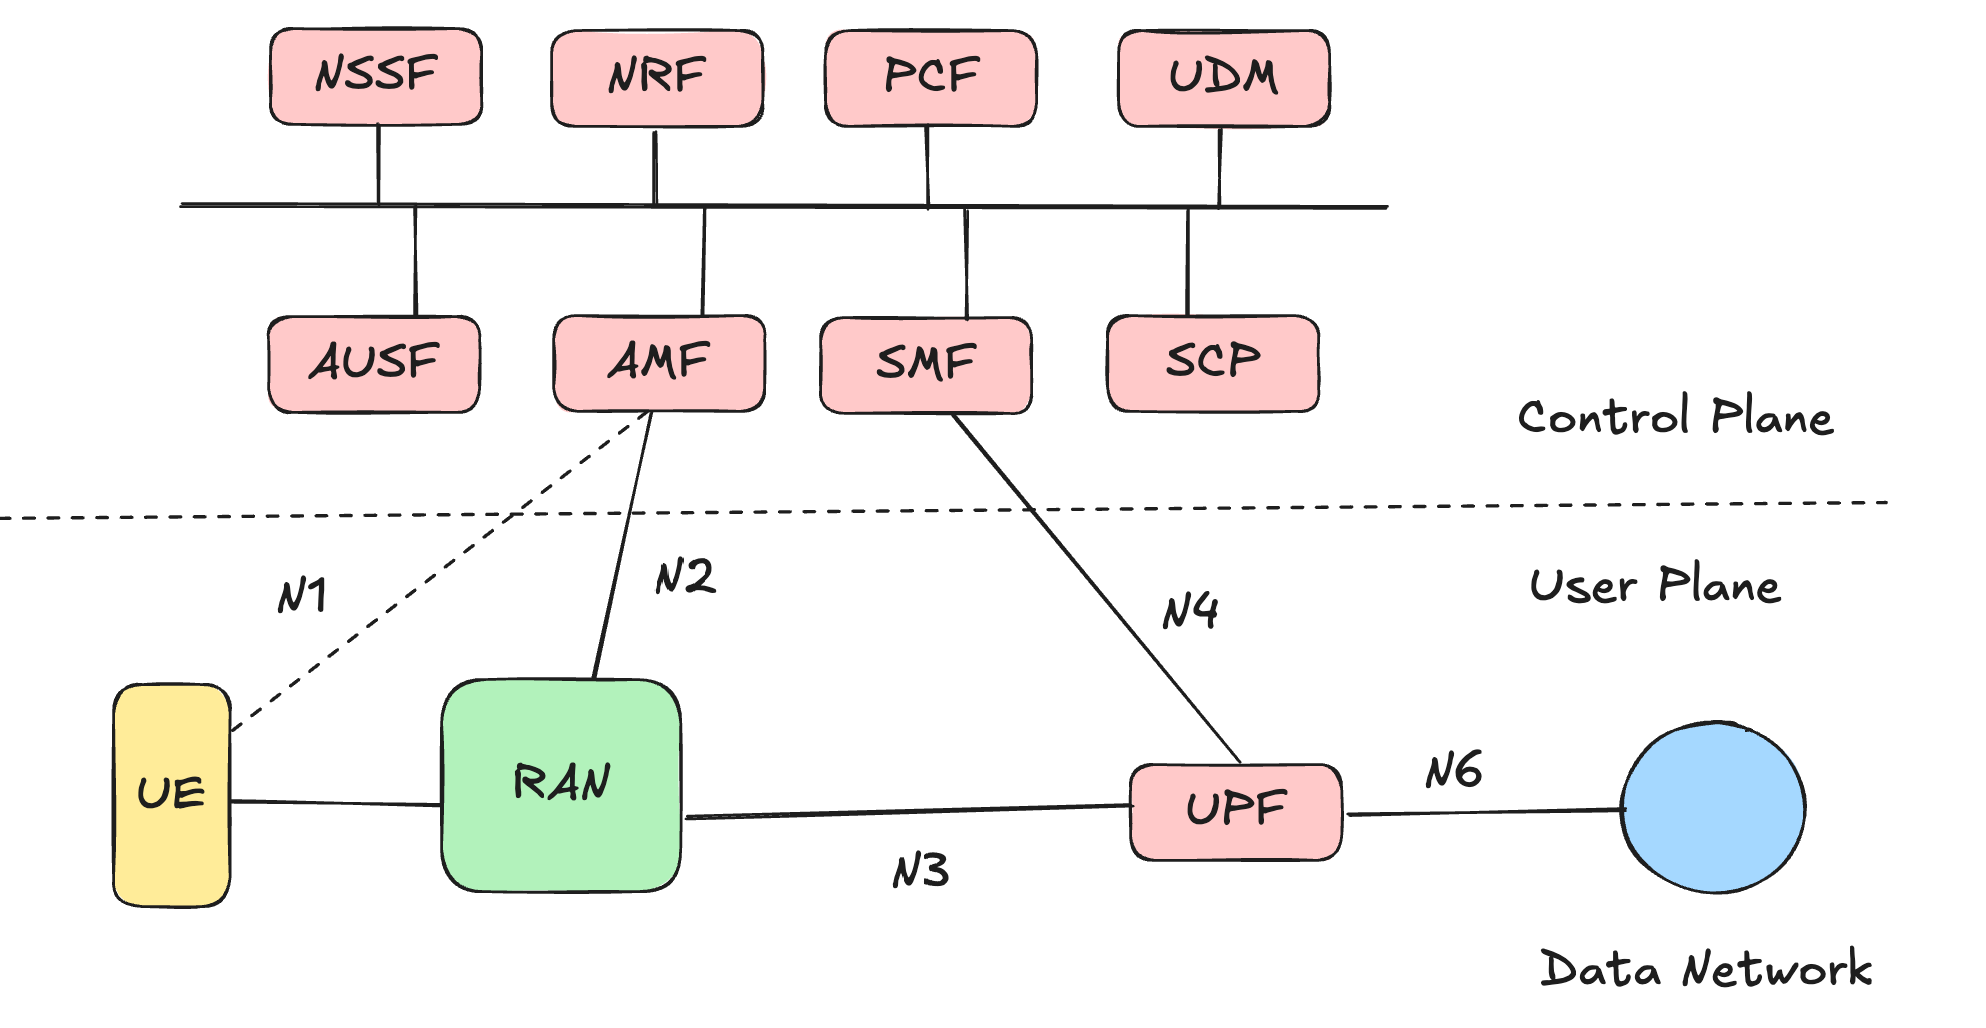 NSSF
NRF
PCF
UDM
AUSF
AMF
SMF
SCP
Control Plane
User Plane
N1
N2
N4
UE
RAN
UPF
N6
N3
Data Network